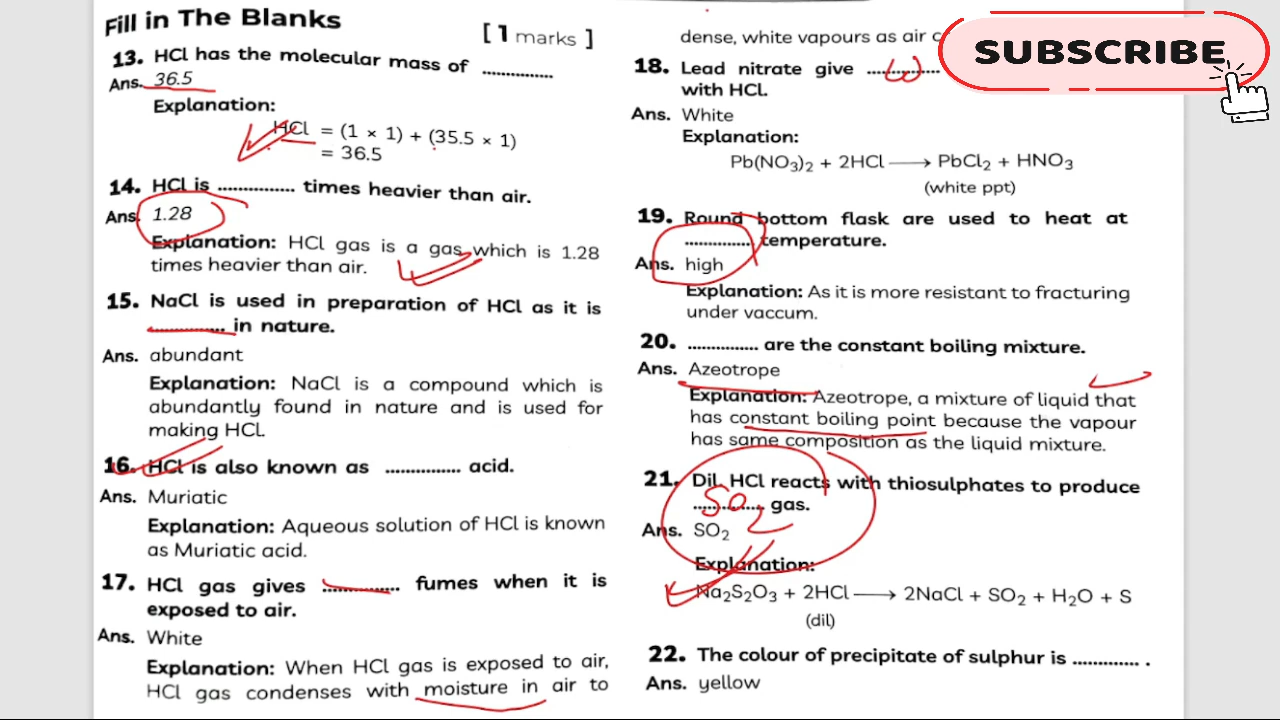 Fill in The Blanks
[ 1 marks ]
13. HCl has the molecular mass of ..............
Ans. 36.5
Explanation:
HCl = (1 × 1) + (35.5 × 1)
= 36.5
14. HCl is ............... times heavier than air.
Ans. 1.28
Explanation: HCl gas is a gas which is 1.28
times heavier than air.
15. NaCl is used in preparation of HCl as it is
............... in nature.
Ans. abundant
Explanation: NaCl is a compound which is
abundantly found in nature and is used for
making HCl.
16. HCl is also known as ............... acid.
Ans. Muriatic
Explanation: Aqueous solution of HCl is known
as Muriatic acid.
17. HCl gas gives ............... fumes when it is
exposed to air.
Ans. White
Explanation: When HCl gas is exposed to air,
HCl gas condenses with moisture in air to
dense, white vapours as air c
18. Lead nitrate give ...............
with HCl.
Ans. White
Explanation:
Pb(NO₃)₂ + 2HCl ⟶ PbCl₂ + HNO₃
(white ppt)
19. Round bottom flask are used to heat at
.............. temperature.
Ans. high
Explanation: As it is more resistant to fracturing
under vaccum.
20. .............. are the constant boiling mixture.
Ans. Azeotrope
Explanation: Azeotrope, a mixture of liquid that
has constant boiling point because the vapour
has same composition as the liquid mixture.
21. Dil. HCl reacts with thiosulphates to produce
.............. gas.
SO₂
Ans. SO₂
Explanation:
Na₂S₂O₃ + 2HCl ⟶ 2NaCl + SO₂ + H₂O + S
(dil)
22. The colour of precipitate of sulphur is ............. .
Ans. yellow
SUBSCRIBE